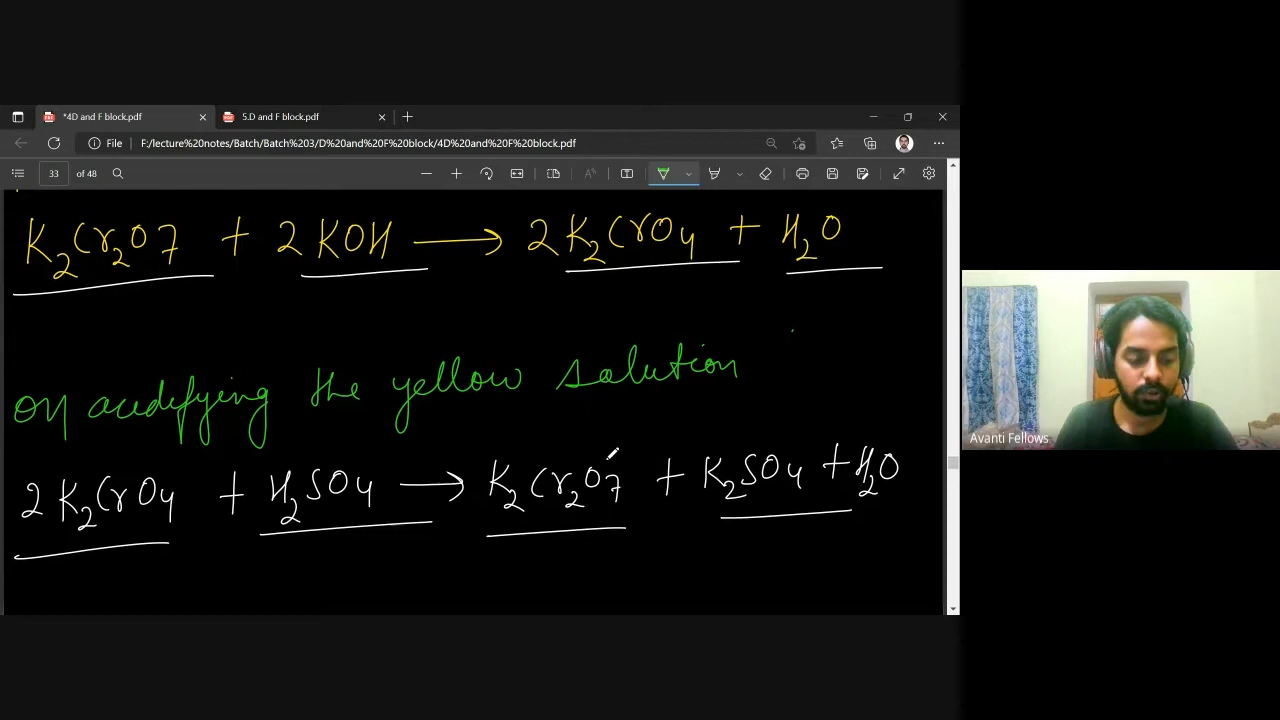 *4D and F block.pdf
5.D and F block.pdf
File
F:/lecture%20notes/Batch/Batch%203/D%20and%20F%20block/4D%20and%20F%20block.pdf
33 of 48
K2Cr2O7 + 2KOH → 2K2CrO4 + H2O
on acedifying the yellow solution
2K2CrO4 + H2SO4 → K2Cr2O7 + K2SO4 + H2O
Avanti Fellows